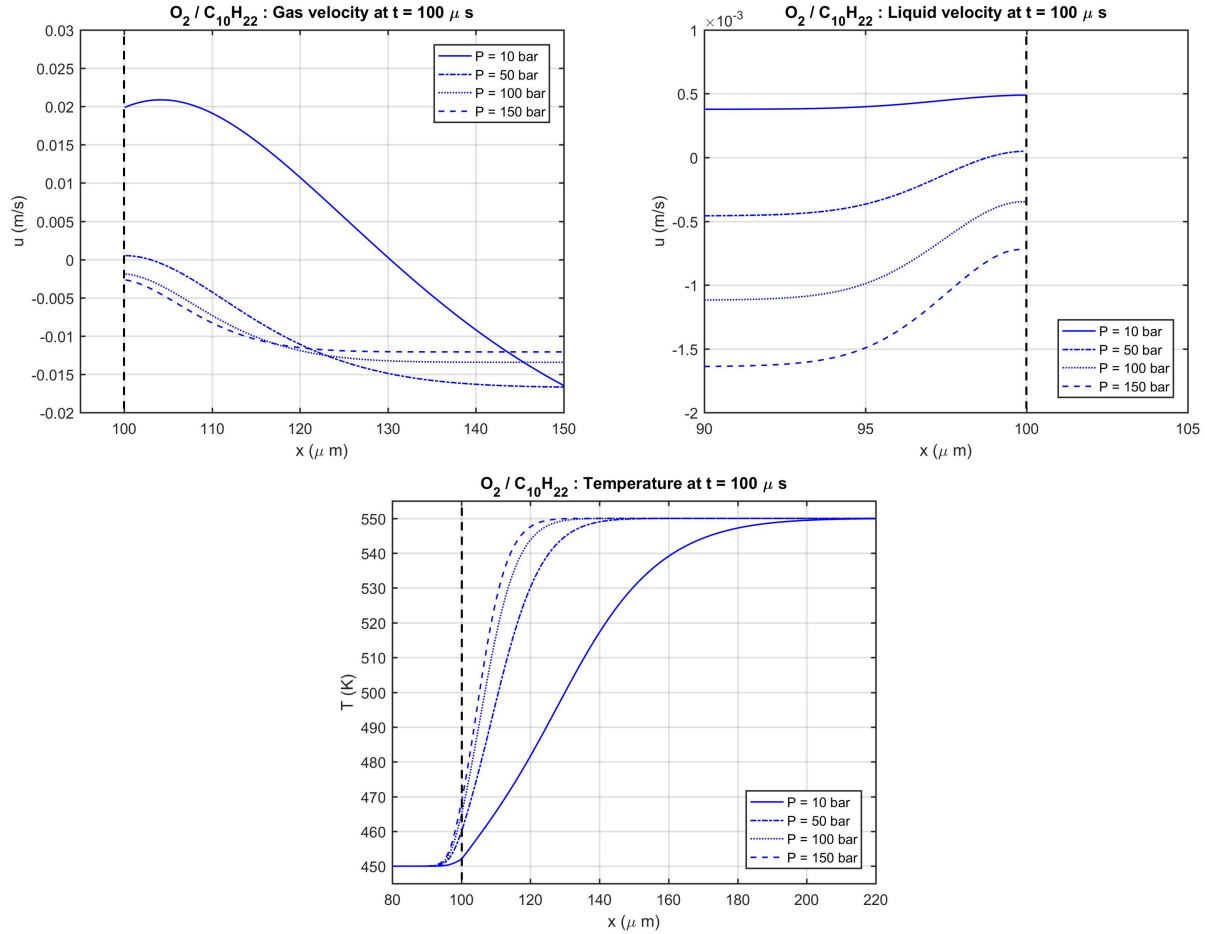 O₂ / C₁₀H₂₂ : Gas velocity at t = 100 μ s
0.03
0.025
0.02
0.015
0.01
0.005
0
-0.005
-0.01
-0.015
-0.02
u (m/s)
100 110 120 130 140 150
x (μ m)
P = 10 bar
P = 50 bar
P = 100 bar
P = 150 bar
O₂ / C₁₀H₂₂ : Liquid velocity at t = 100 μ s
×10⁻³
1
0.5
0
-0.5
-1
-1.5
-2
u (m/s)
90 95 100 105
x (μ m)
P = 10 bar
P = 50 bar
P = 100 bar
P = 150 bar
O₂ / C₁₀H₂₂ : Temperature at t = 100 μ s
550
540
530
520
510
500
490
480
470
460
450
T (K)
80 100 120 140 160 180 200 220
x (μ m)
P = 10 bar
P = 50 bar
P = 100 bar
P = 150 bar